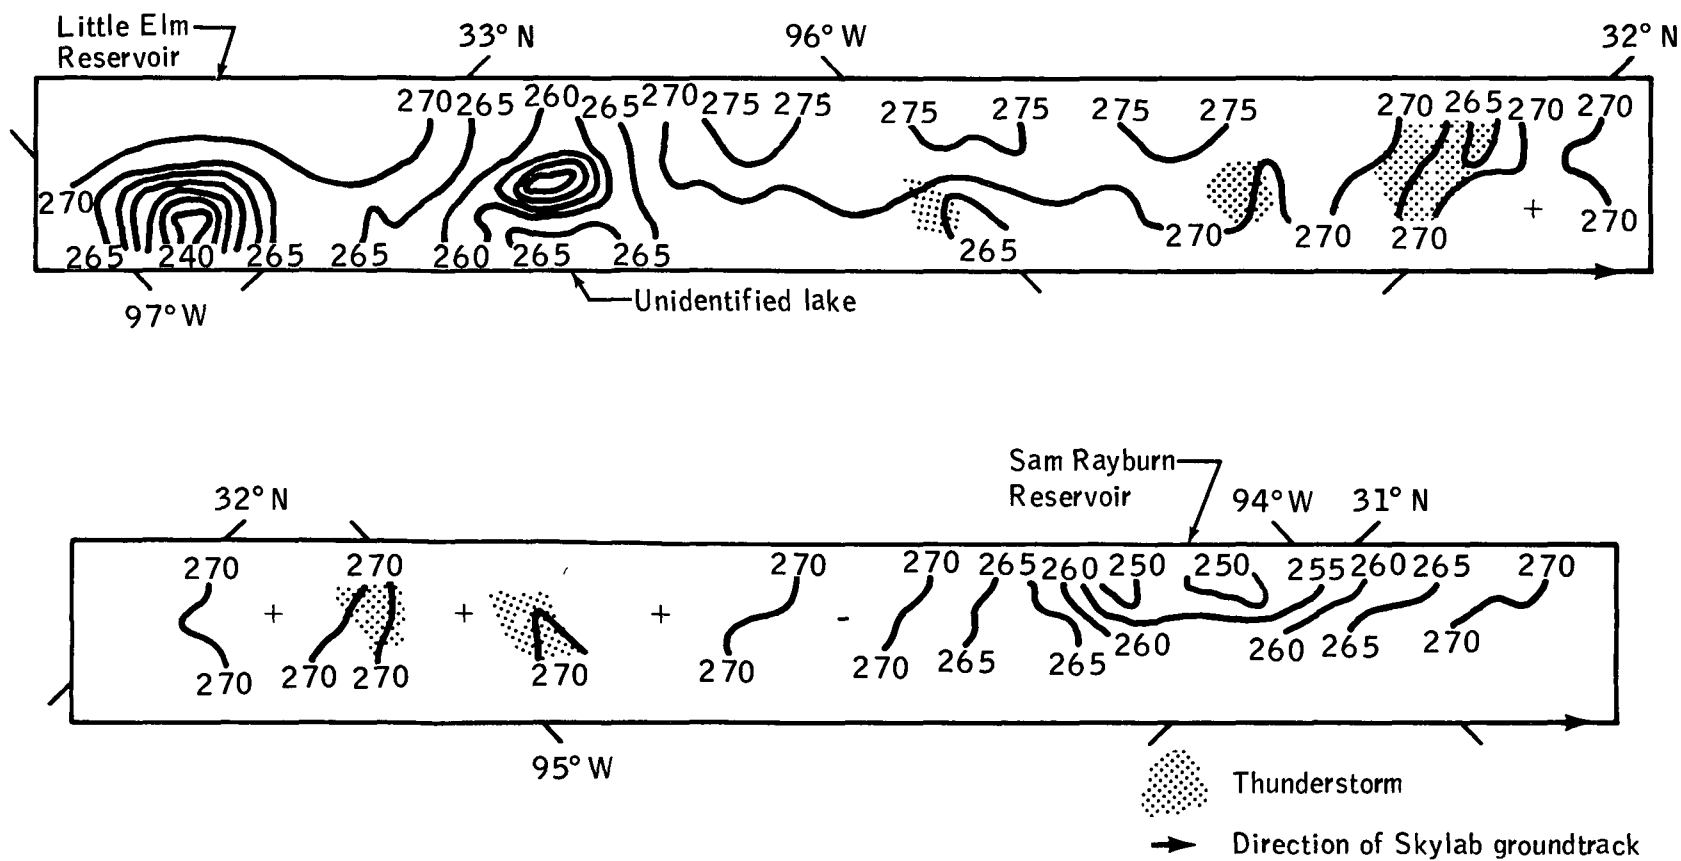 Little Elm
Reservoir
33° N
96° W
32° N
270 265 260 265 270 275 275 275 275 275 275 270 265 270 270
270
+
270 270 270 270
265 240 265 265 260 265 265 265
97° W
Unidentified lake
Sam Rayburn
Reservoir
32° N
94° W 31° N
270 270 270 270 265 260 250 250 255 260 265 270
+ + + -
270 270 270 270 270 270 265 265 260 260 265 270
95° W
Thunderstorm
Direction of Skylab groundtrack